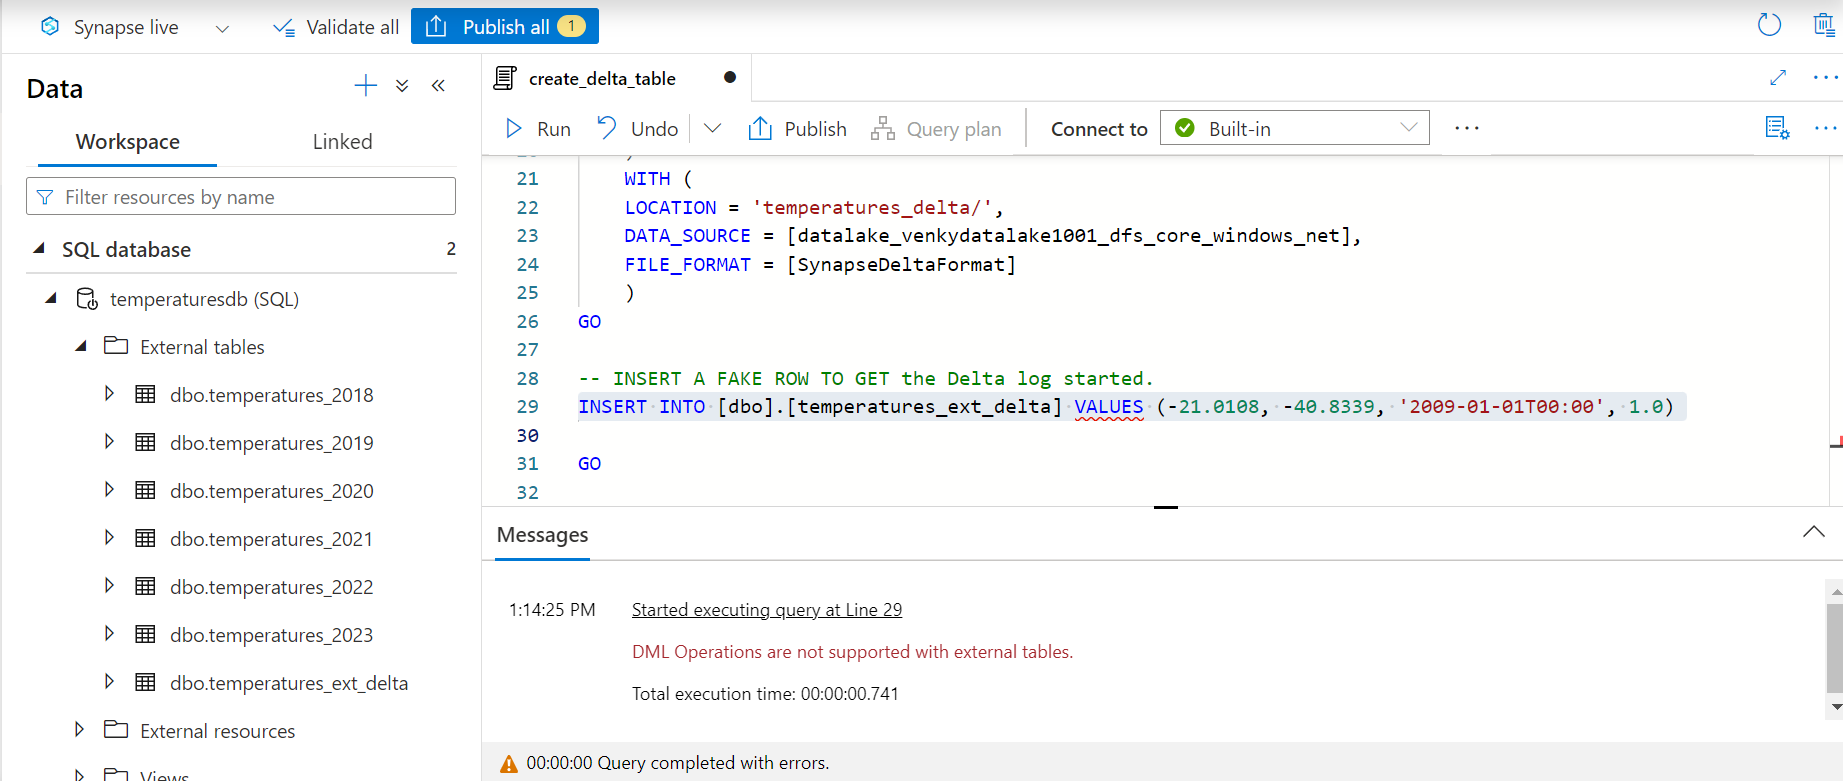 Synapse live
Validate all
Publish all 1
Data
Workspace Linked
Filter resources by name
SQL database 2
temperaturesdb (SQL)
External tables
dbo.temperatures_2018
dbo.temperatures_2019
dbo.temperatures_2020
dbo.temperatures_2021
dbo.temperatures_2022
dbo.temperatures_2023
dbo.temperatures_ext_delta
External resources
Views
create_delta_table
Run Undo Publish Query plan Connect to Built-in
21 WITH (
22 LOCATION = 'temperatures_delta/',
23 DATA_SOURCE = [datalake_venkydatalake1001_dfs_core_windows_net],
24 FILE_FORMAT = [SynapseDeltaFormat]
25 )
26 GO
27
28 -- INSERT A FAKE ROW TO GET the Delta log started.
29 INSERT INTO [dbo].[temperatures_ext_delta] VALUES (-21.0108, -40.8339, '2009-01-01T00:00', 1.0)
30
31 GO
32
Messages
1:14:25 PM Started executing query at Line 29
DML Operations are not supported with external tables.
Total execution time: 00:00:00.741
00:00:00 Query completed with errors.